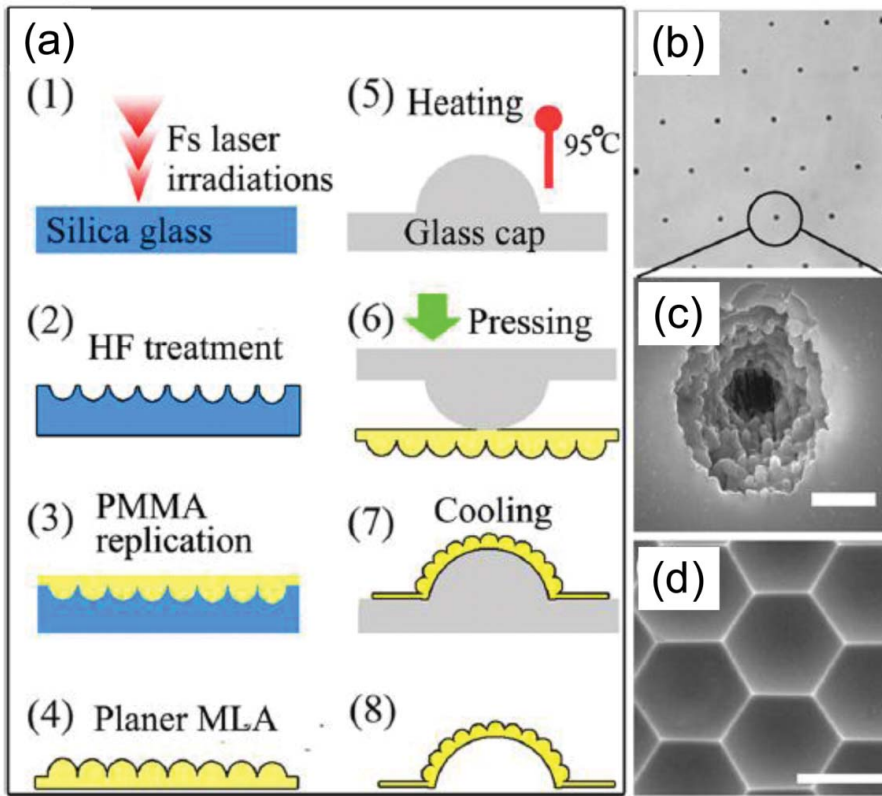 (a)
(1)
Fs laser
irradiations
Silica glass
(2)
HF treatment
(3)
PMMA
replication
(4)
Planer MLA
(5)
Heating
95°C
Glass cap
(6)
Pressing
(7)
Cooling
(8)
(b)
(c)
(d)